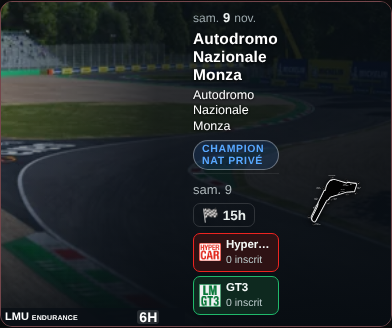 sam. 9 nov.
Autodromo
Nazionale
Monza
Autodromo
Nazionale
Monza
CHAMPION
NAT PRIVÉ
sam. 9
15h
HYPER
CAR
Hyper...
0 inscrit
LM
GT3
GT3
0 inscrit
LMU ENDURANCE
6H